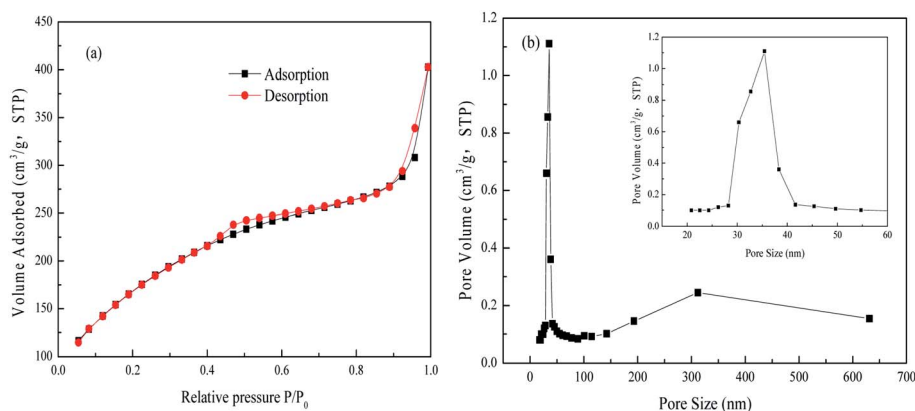 450
400
350
300
250
200
150
100
0.0 0.2 0.4 0.6 0.8 1.0
Volume Adsorbed (cm³/g, STP)
Relative pressure P/P₀
(a)
Adsorption
Desorption
1.2
1.0
0.8
0.6
0.4
0.2
0.0
0 100 200 300 400 500 600 700
Pore Volume (cm³/g, STP)
Pore Size (nm)
(b)
1.2
1.0
0.8
0.6
0.4
0.2
0.0
10 20 30 40 50 60
Pore Volume (cm³/g, STP)
Pore Size (nm)